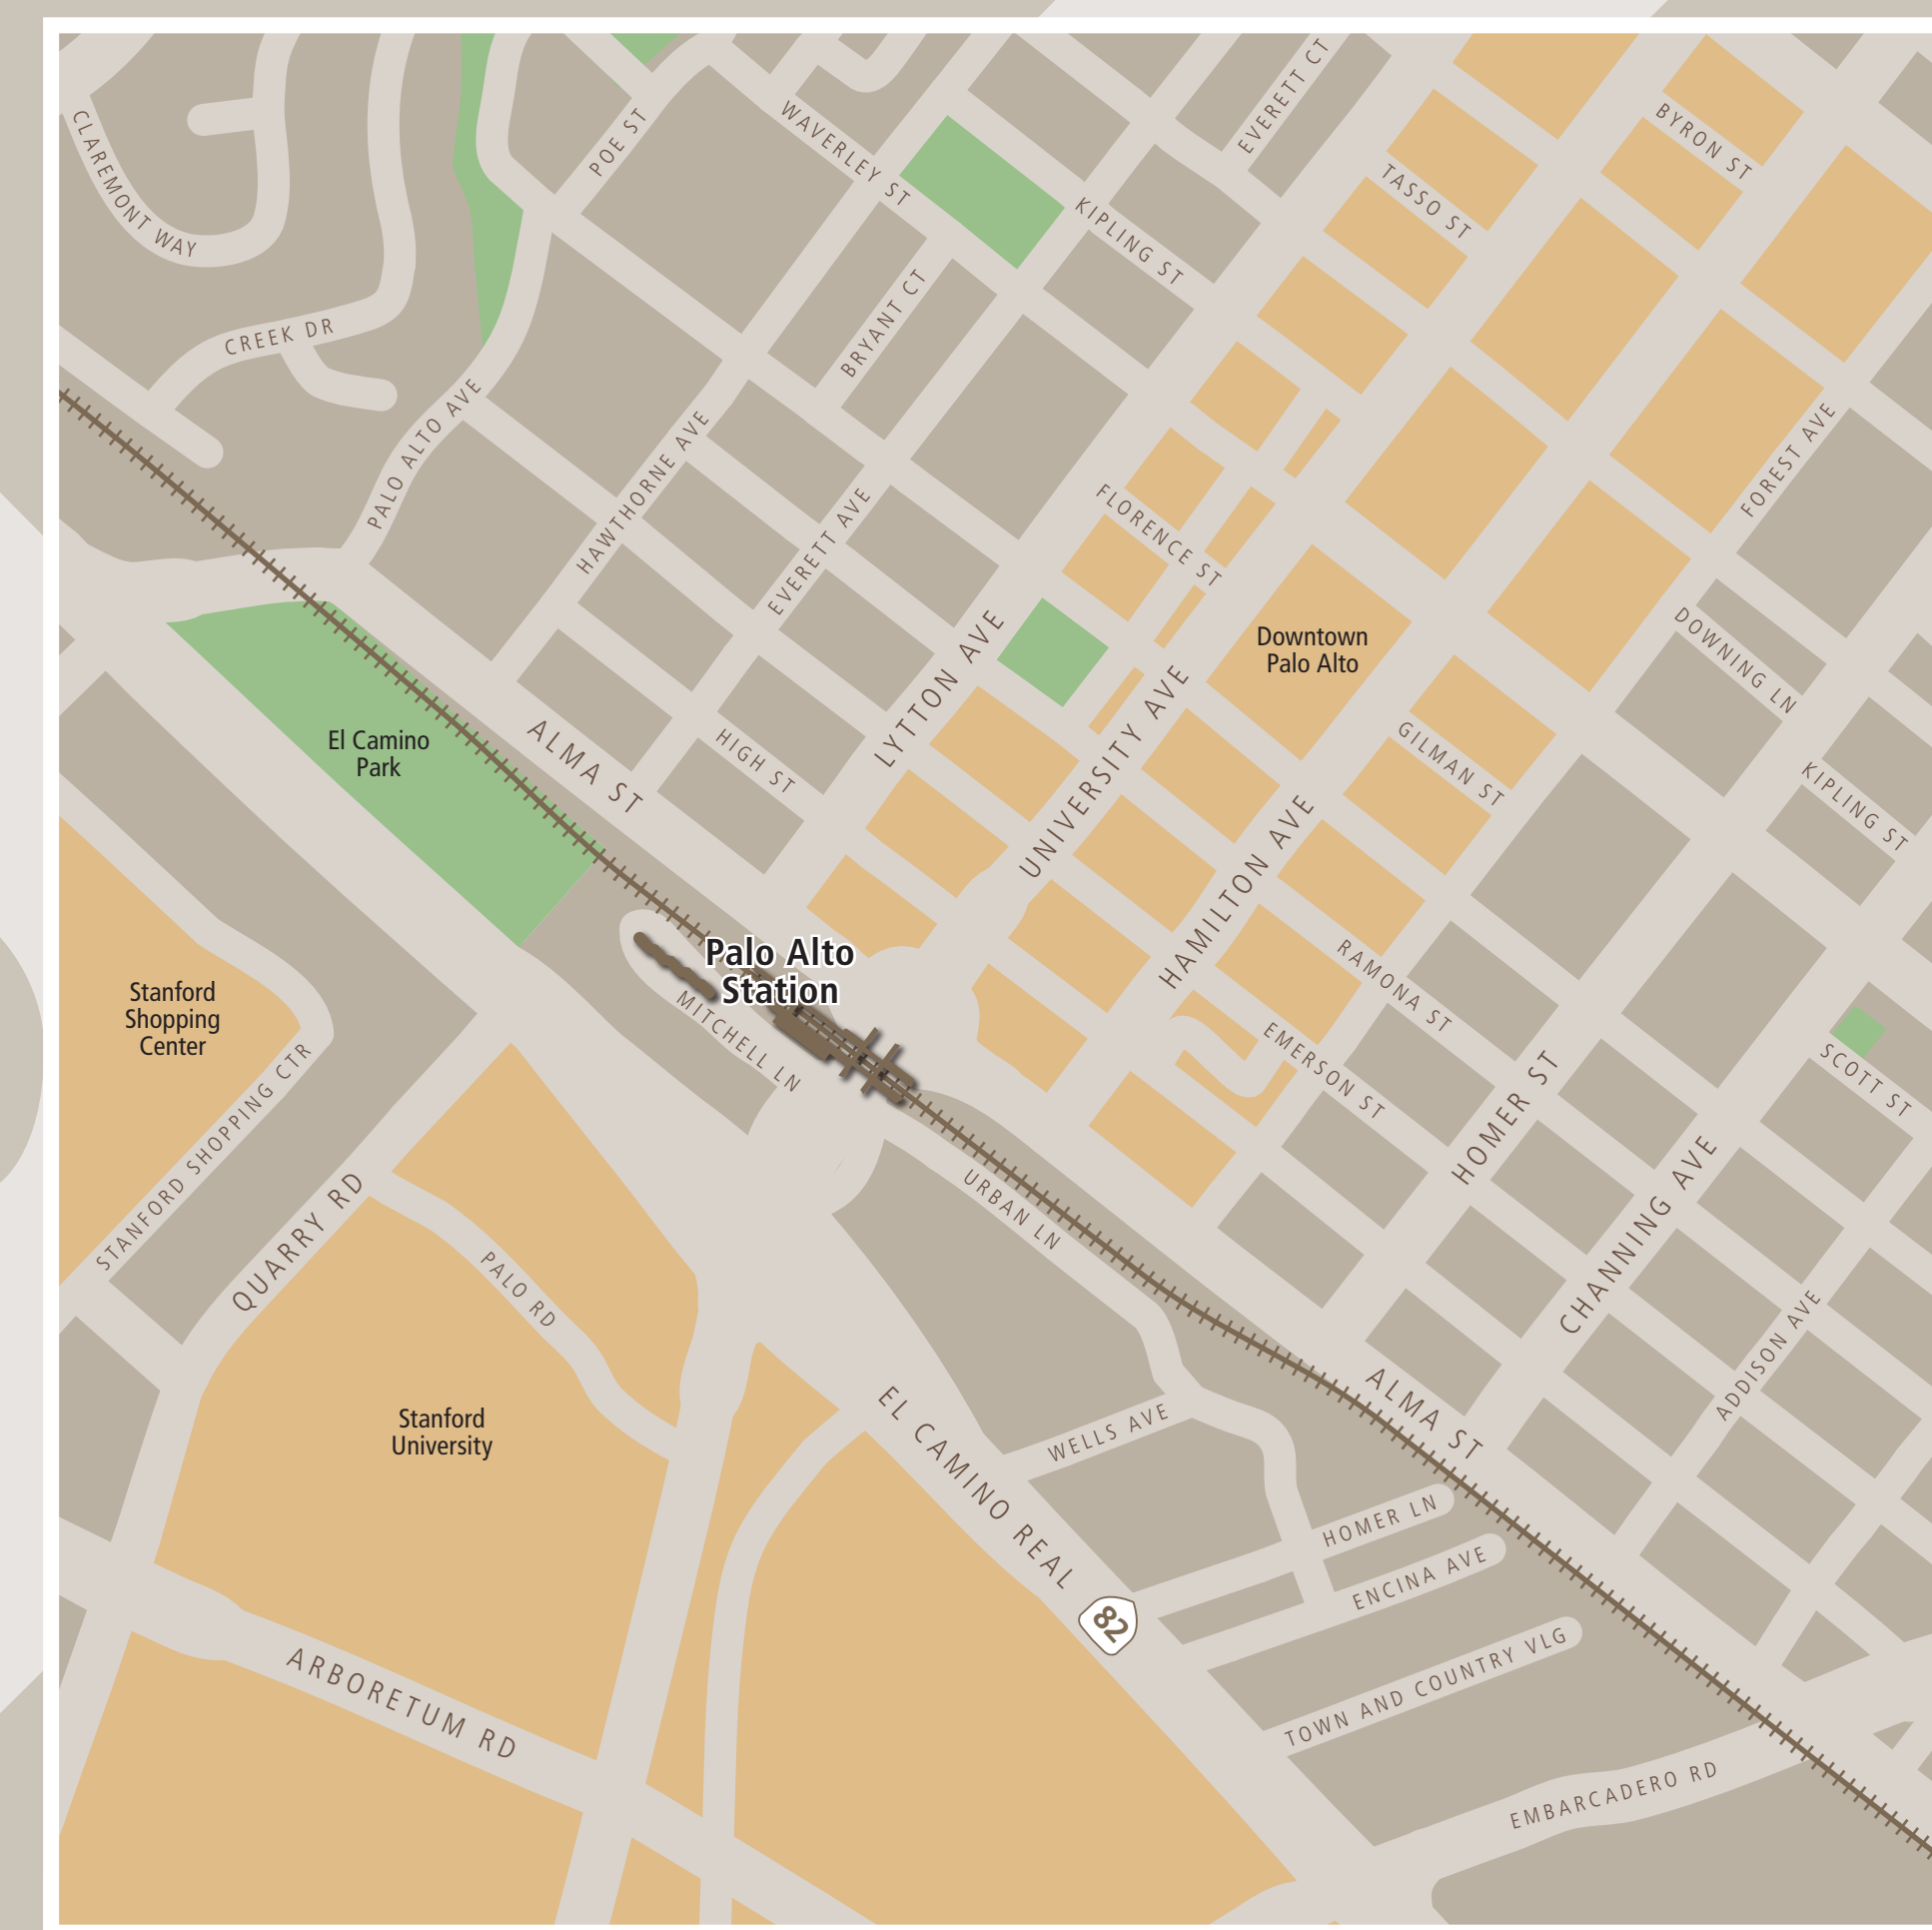 EVERETT CT
BYRON ST
CLAREMONT WAY
POE ST
WAVERLEY ST
TASSO ST
KIPLING ST
CREEK DR
BRYANT CT
PALO ALTO AVE
HAWTHORNE AVE
EVERETT AVE
FLORENCE ST
FOREST AVE
Downtown
Palo Alto
LYTTON AVE
UNIVERSITY AVE
DOWNING LN
El Camino
Park
ALMA ST
HIGH ST
GILMAN ST
KIPLING ST
HAMILTON AVE
Palo Alto
Station
RAMONA ST
Stanford
Shopping
Center
MITCHELL LN
EMERSON ST
SCOTT ST
STANFORD SHOPPING CTR
HOMER ST
QUARRY RD
URBAN LN
CHANNING AVE
PALO RD
ADDISON AVE
Stanford
University
ALMA ST
EL CAMINO REAL
WELLS AVE
HOMER LN
ENCINA AVE
82
TOWN AND COUNTRY VLG
ARBORETUM RD
EMBARCADERO RD